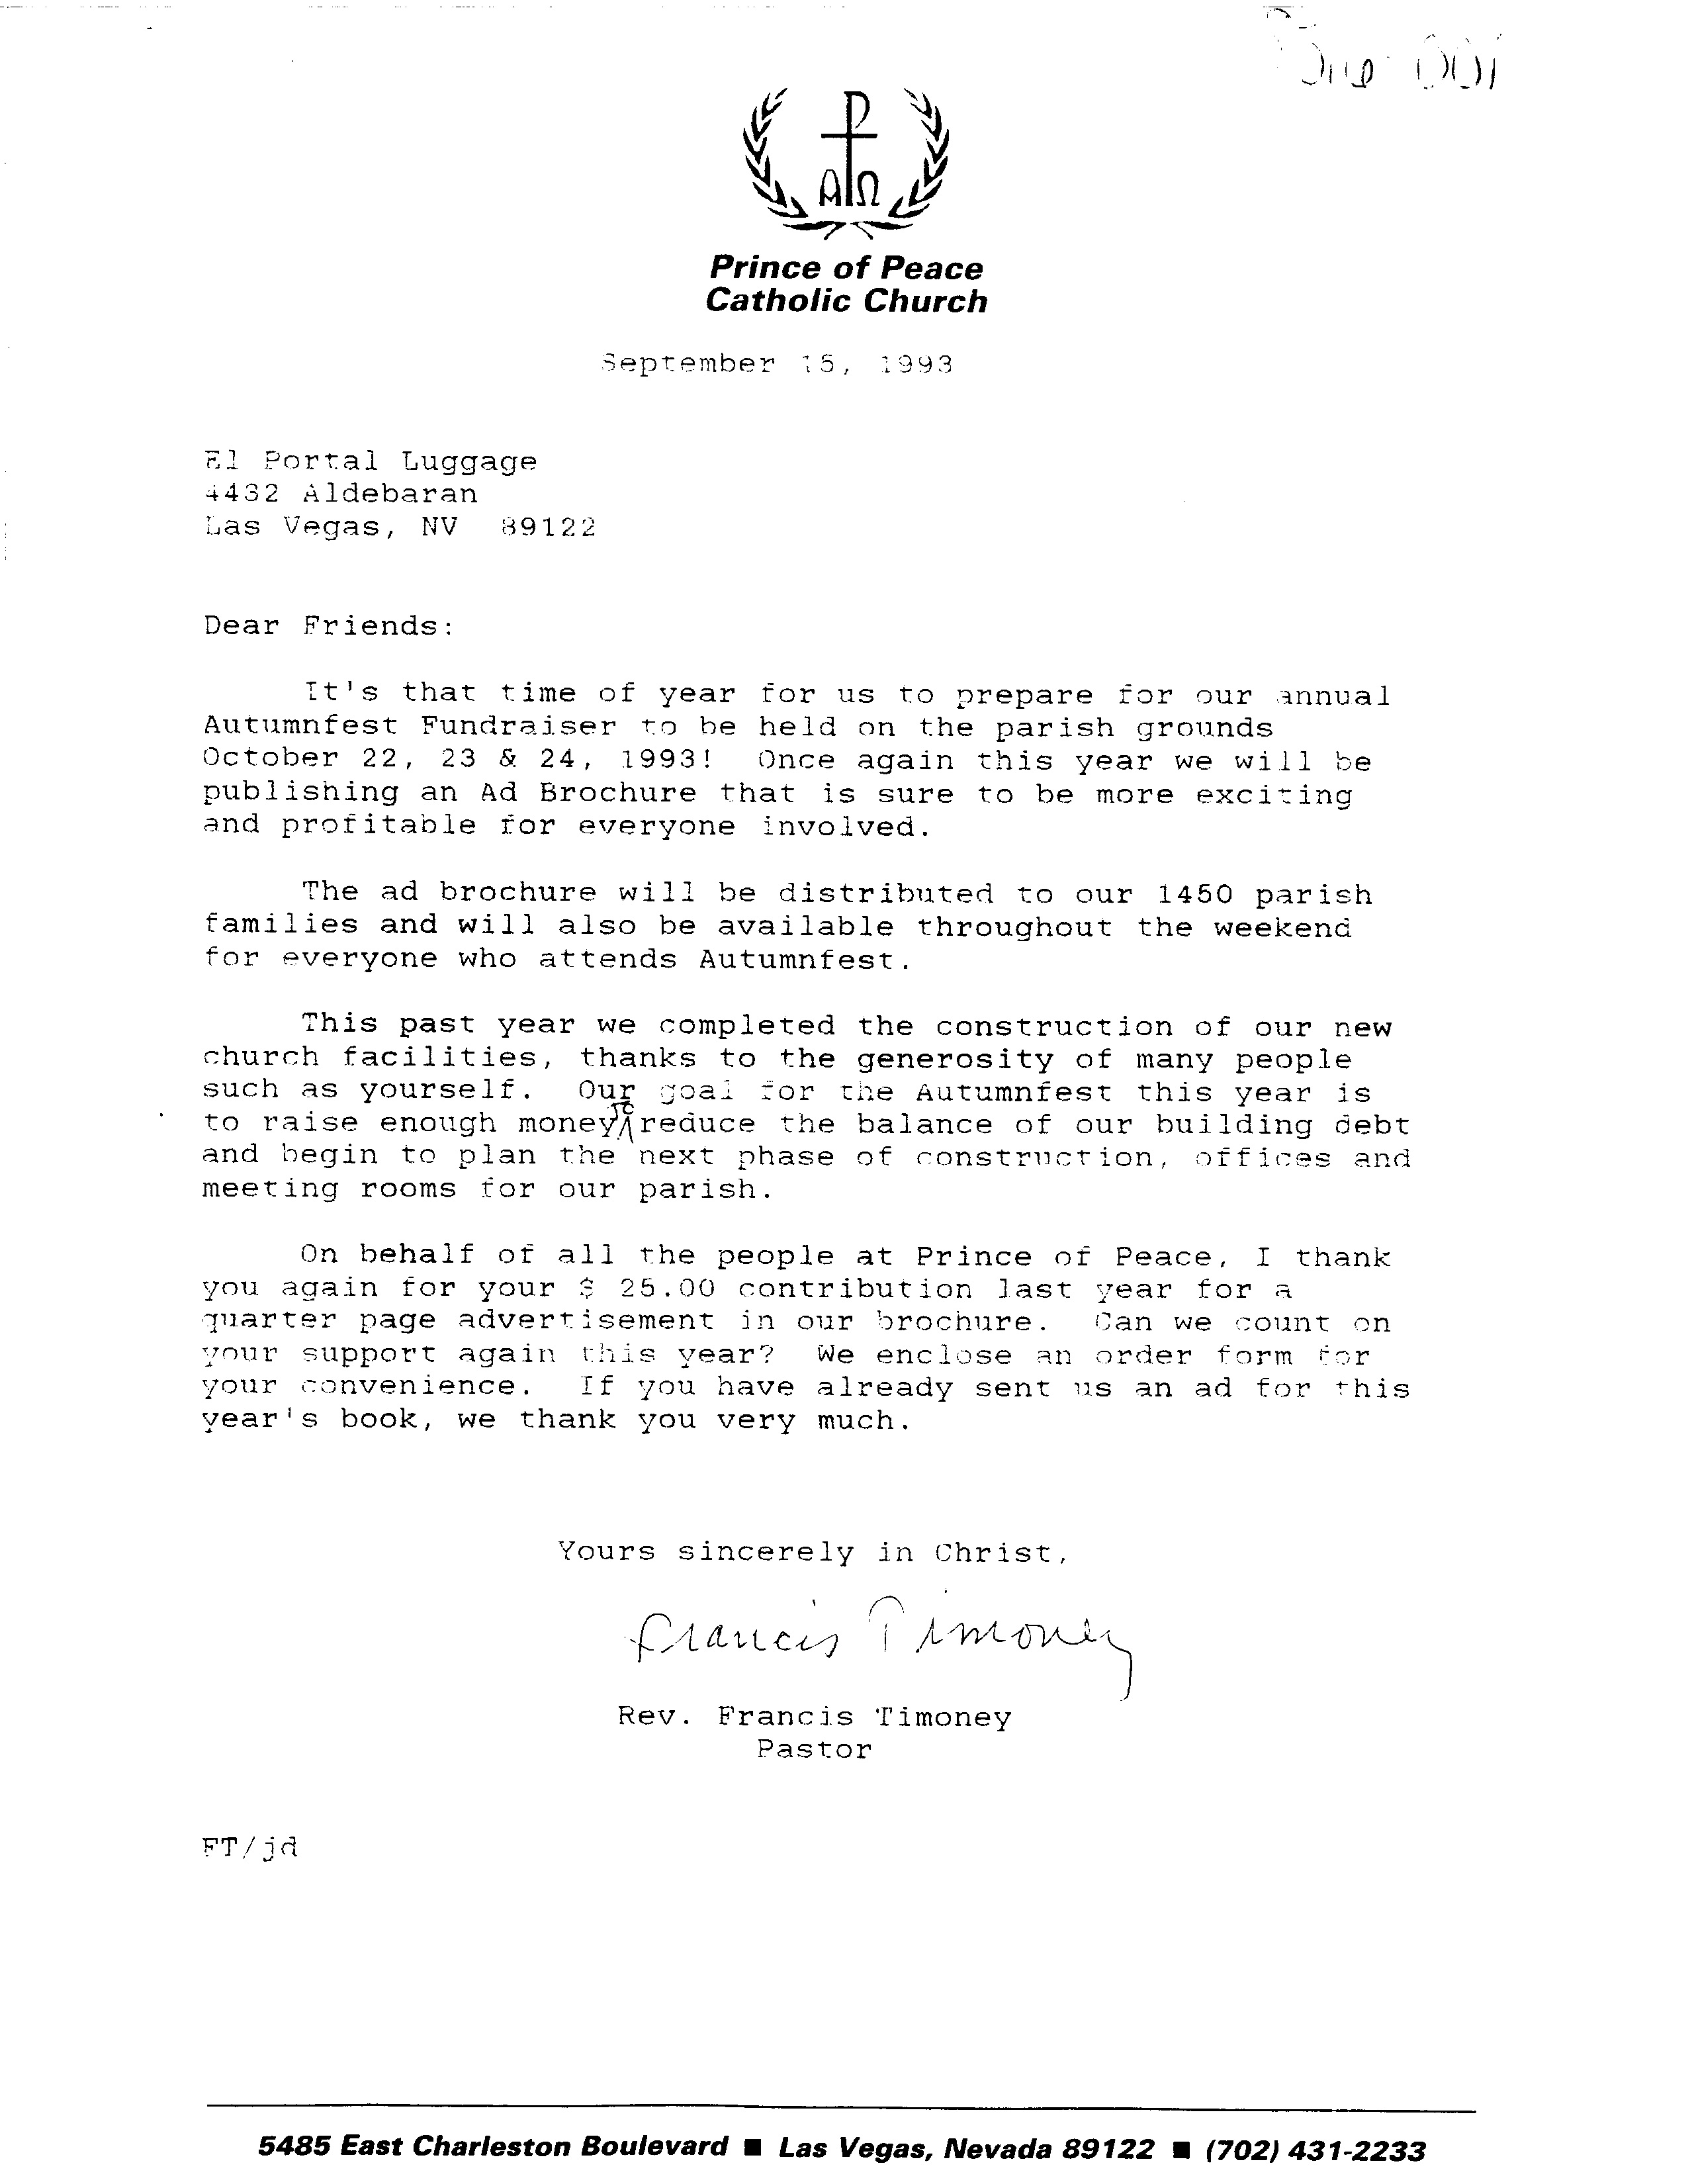 ΑΩ
Prince of Peace
Catholic Church
September 15, 1993
El Portal Luggage
4432 Aldebaran
Las Vegas, NV  89122
Dear Friends:
It's that time of year for us to prepare for our annual
Autumnfest Fundraiser to be held on the parish grounds
October 22, 23 & 24, 1993!  Once again this year we will be
publishing an Ad Brochure that is sure to be more exciting
and profitable for everyone involved.
The ad brochure will be distributed to our 1450 parish
families and will also be available throughout the weekend
for everyone who attends Autumnfest.
This past year we completed the construction of our new
church facilities, thanks to the generosity of many people
such as yourself.  Our goal for the Autumnfest this year is
to raise enough money to reduce the balance of our building debt
and begin to plan the next phase of construction, offices and
meeting rooms for our parish.
On behalf of all the people at Prince of Peace, I thank
you again for your $ 25.00 contribution last year for a
quarter page advertisement in our brochure.  Can we count on
your support again this year?  We enclose an order form for
your convenience.  If you have already sent us an ad for this
year's book, we thank you very much.
Yours sincerely in Christ,
Francis Timoney
Rev. Francis Timoney
Pastor
FT/jd
5485 East Charleston Boulevard ■ Las Vegas, Nevada 89122 ■ (702) 431-2233